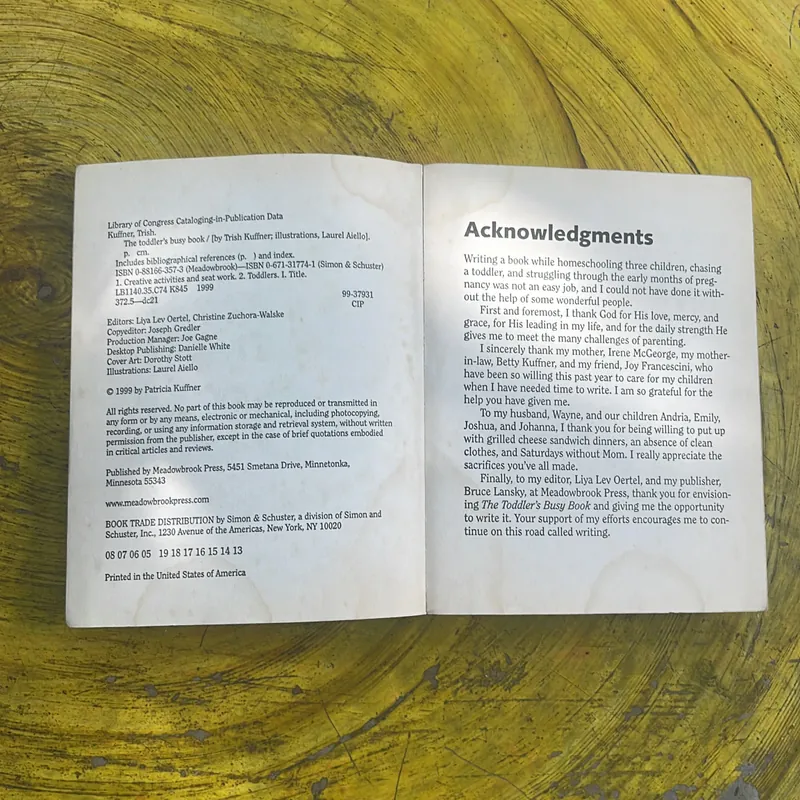 Library of Congress Cataloging-in-Publication Data
Kuffner, Trish.
The toddler's busy book / [by Trish Kuffner; illustrations, Laurel Aiello].
p. cm.
Includes bibliographical references (p. ) and index.
ISBN 0-88166-357-3 (Meadowbrook)—ISBN 0-671-31774-1 (Simon & Schuster)
1. Creative activities and seat work. 2. Toddlers. I. Title.
LB1140.35.C74 K845 1999
372.5—dc21
99-37931
CIP
Editors: Liya Lev Oertel, Christine Zuchora-Walske
Copyeditor: Joseph Gredler
Production Manager: Joe Gagne
Desktop Publishing: Danielle White
Cover Art: Dorothy Stott
Illustrations: Laurel Aiello
© 1999 by Patricia Kuffner
All rights reserved. No part of this book may be reproduced or transmitted in
any form or by any means, electronic or mechanical, including photocopying,
recording, or using any information storage and retrieval system, without written
permission from the publisher, except in the case of brief quotations embodied
in critical articles and reviews.
Published by Meadowbrook Press, 5451 Smetana Drive, Minnetonka,
Minnesota 55343
www.meadowbrookpress.com
BOOK TRADE DISTRIBUTION by Simon & Schuster, a division of Simon and
Schuster, Inc., 1230 Avenue of the Americas, New York, NY 10020
08 07 06 05 19 18 17 16 15 14 13
Printed in the United States of America
Acknowledgments
Writing a book while homeschooling three children, chasing
a toddler, and struggling through the early months of preg-
nancy was not an easy job, and I could not have done it with-
out the help of some wonderful people.
First and foremost, I thank God for His love, mercy, and
grace, for His leading in my life, and for the daily strength He
gives me to meet the many challenges of parenting.
I sincerely thank my mother, Irene McGeorge, my mother-
in-law, Betty Kuffner, and my friend, Joy Francescini, who
have been so willing this past year to care for my children
when I have needed time to write. I am so grateful for the
help you have given me.
To my husband, Wayne, and our children Andria, Emily,
Joshua, and Johanna, I thank you for being willing to put up
with grilled cheese sandwich dinners, an absence of clean
clothes, and Saturdays without Mom. I really appreciate the
sacrifices you've all made.
Finally, to my editor, Liya Lev Oertel, and my publisher,
Bruce Lansky, at Meadowbrook Press, thank you for envision-
ing The Toddler's Busy Book and giving me the opportunity
to write it. Your support of my efforts encourages me to con-
tinue on this road called writing.